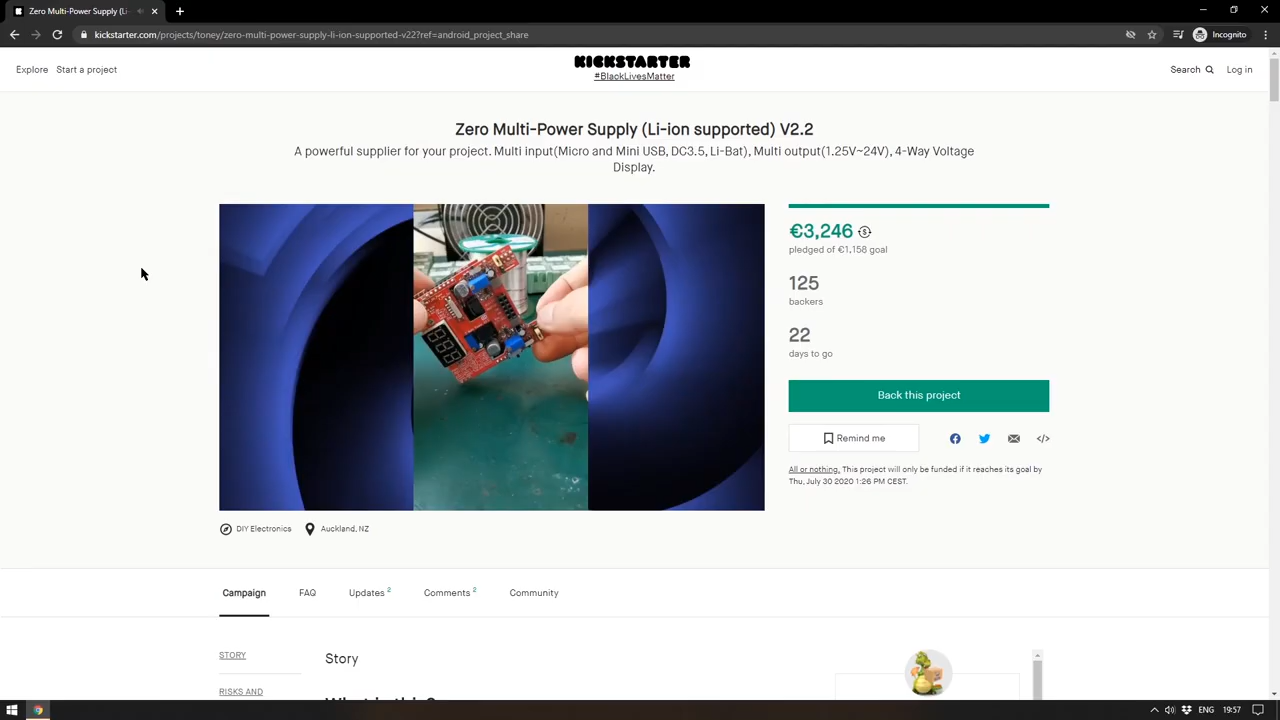 Zero Multi-Power Supply (Li-
kickstarter.com/projects/toney/zero-multi-power-supply-li-ion-supported-v22?ref=android_project_share
Incognito
Explore
Start a project
KICKSTARTER
#BlackLivesMatter
Search
Log in
Zero Multi-Power Supply (Li-ion supported) V2.2
A powerful supplier for your project. Multi input(Micro and Mini USB, DC3.5, Li-Bat), Multi output(1.25V~24V), 4-Way Voltage
Display.
€3,246
pledged of €1,158 goal
125
backers
22
days to go
Back this project
Remind me
All or nothing. This project will only be funded if it reaches its goal by
Thu, July 30 2020 1:26 PM CEST.
DIY Electronics
Auckland, NZ
Campaign
FAQ
Updates 2
Comments 2
Community
STORY
Story
RISKS AND
What is this?
ENG
19:57